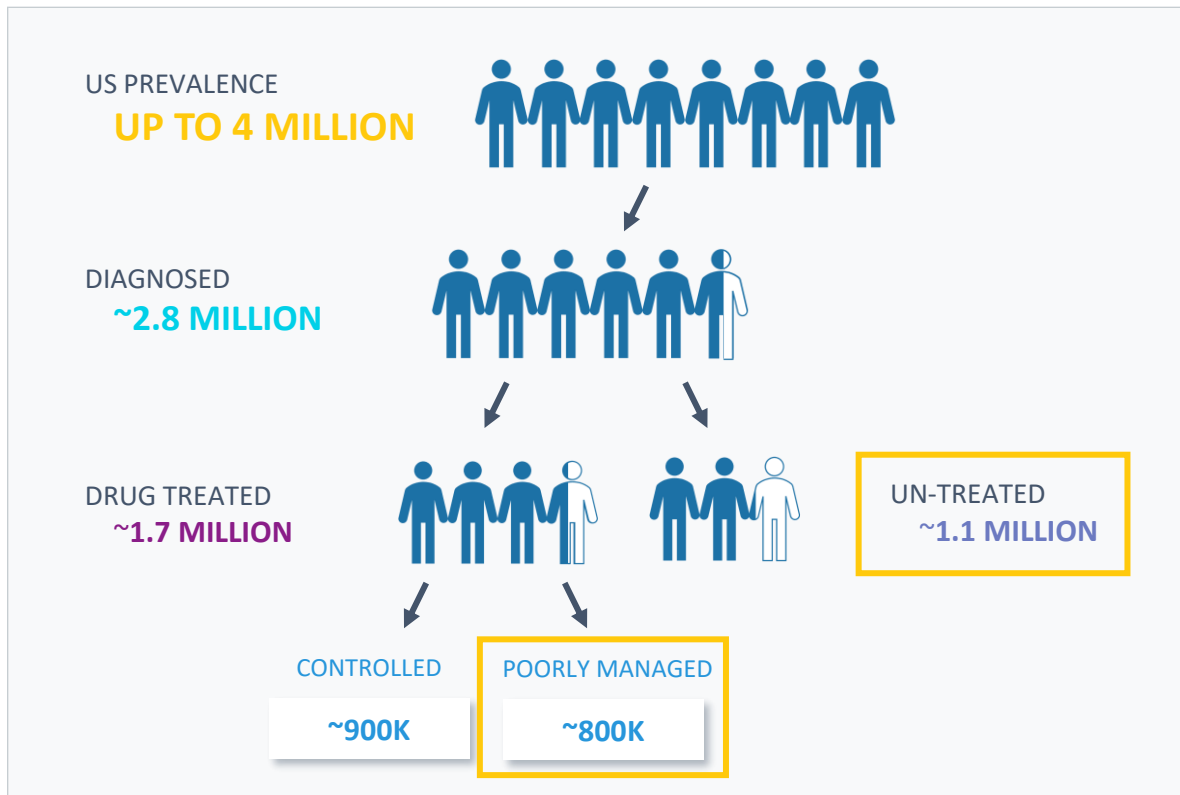 US PREVALENCE
UP TO 4 MILLION
DIAGNOSED
~2.8 MILLION
DRUG TREATED
~1.7 MILLION
UN-TREATED
~1.1 MILLION
CONTROLLED
~900K
POORLY MANAGED
~800K